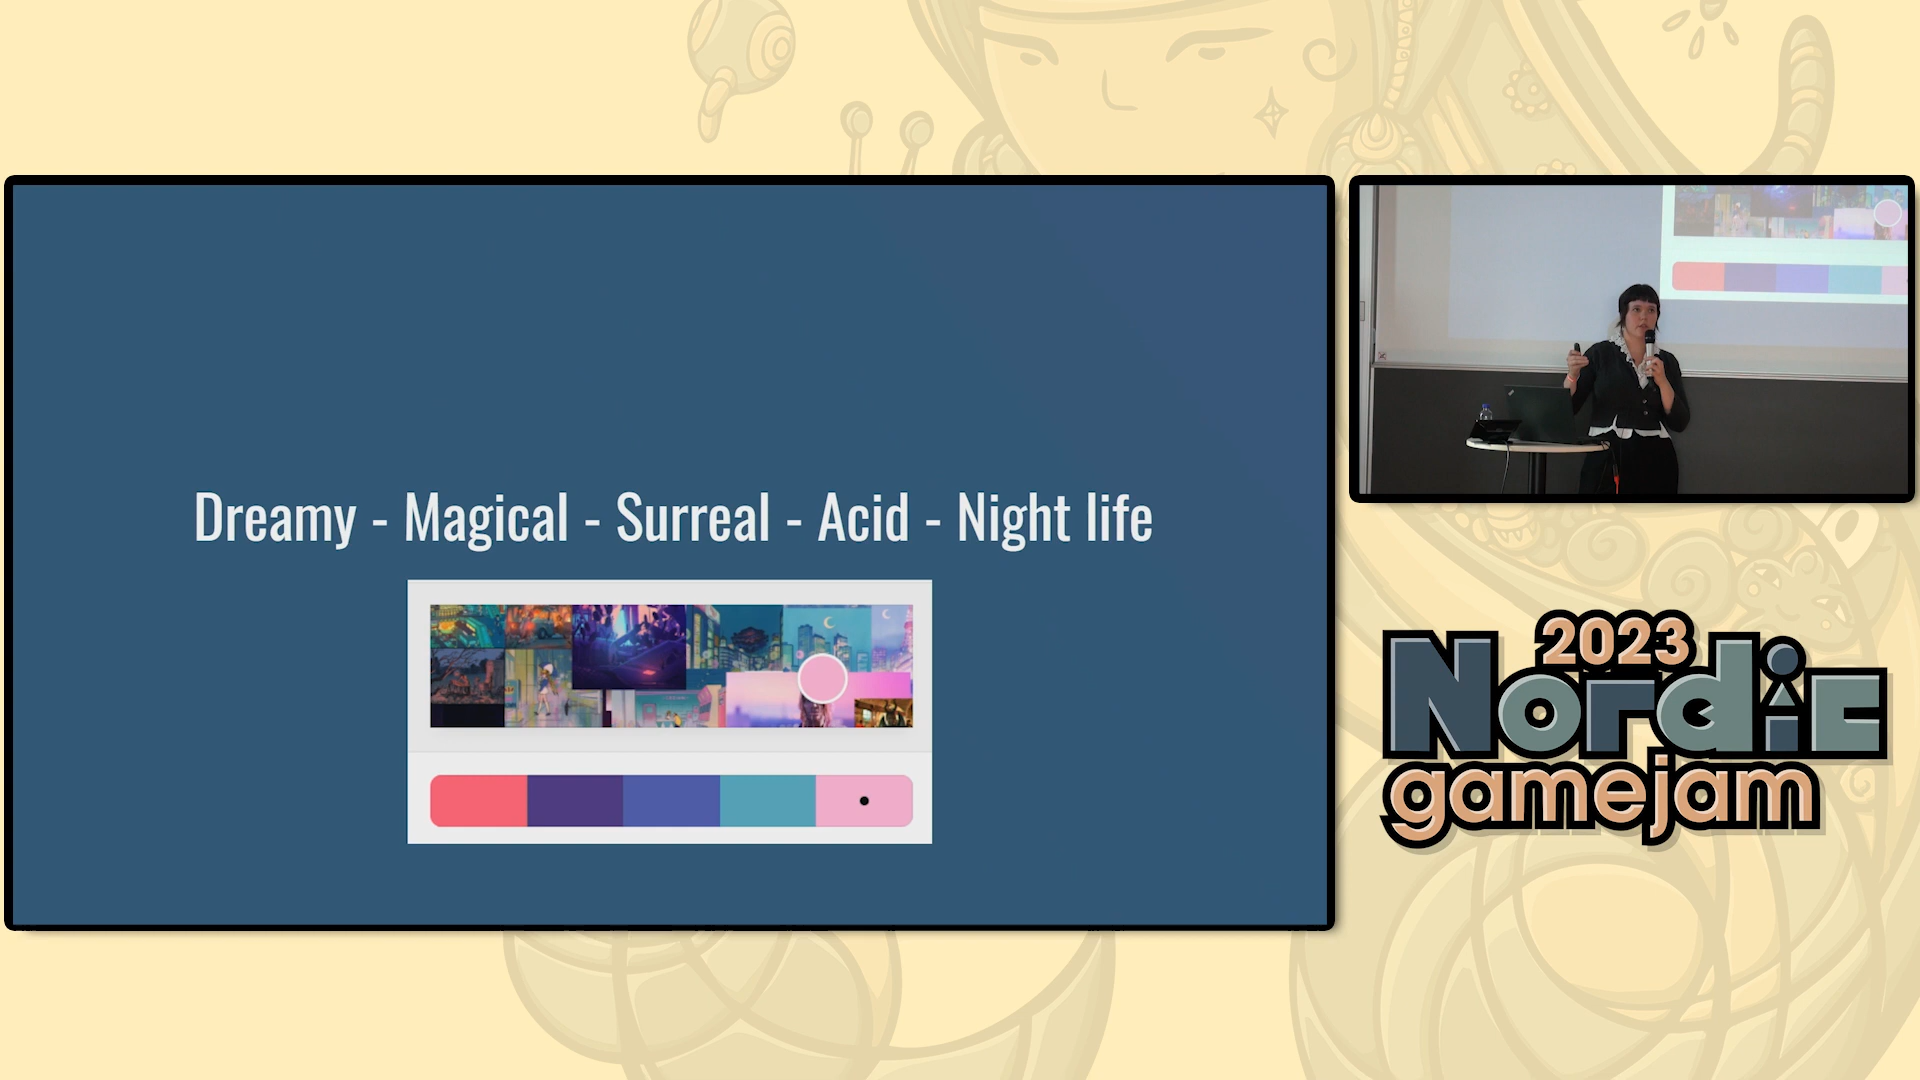 Dreamy - Magical - Surreal - Acid - Night life
2023
Nordic
gamejam